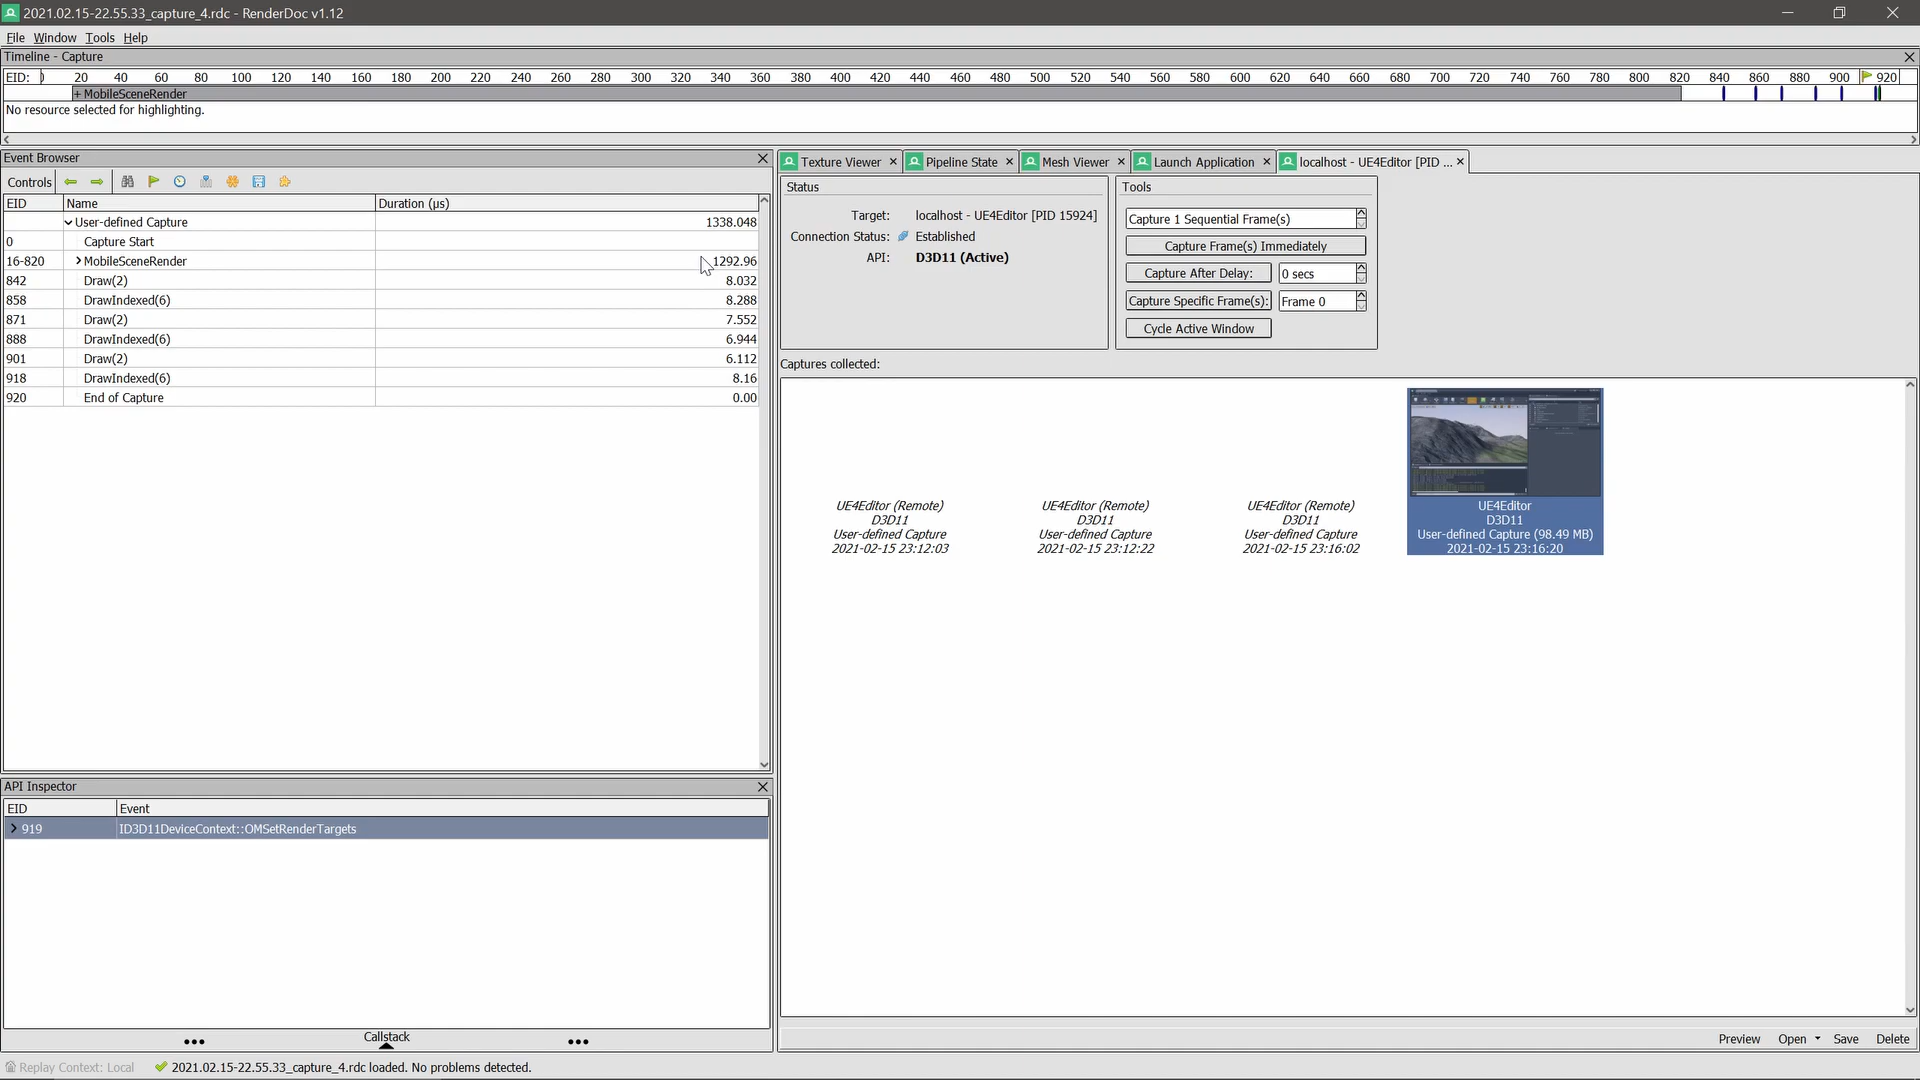 2021.02.15-22.55.33_capture_4.rdc - RenderDoc v1.12
File Window Tools Help
Timeline - Capture
EID: 20 40 60 80 100 120 140 160 180 200 220 240 260 280 300 320 340 360 380 400 420 440 460 480 500 520 540 560 580 600 620 640 660 680 700 720 740 760 780 800 820 840 860 880 900 920
+ MobileSceneRender
No resource selected for highlighting.
Event Browser
Controls
EID Name Duration (µs)
User-defined Capture 1338.048
0 Capture Start
16-820 MobileSceneRender 1292.96
842 Draw(2) 8.032
858 DrawIndexed(6) 8.288
871 Draw(2) 7.552
888 DrawIndexed(6) 6.944
901 Draw(2) 6.112
918 DrawIndexed(6) 8.16
920 End of Capture 0.00
API Inspector
EID Event
919 ID3D11DeviceContext::OMSetRenderTargets
Callstack
Texture Viewer Pipeline State Mesh Viewer Launch Application localhost - UE4Editor [PID ...
Status
Target: localhost - UE4Editor [PID 15924]
Connection Status: Established
API: D3D11 (Active)
Tools
Capture 1 Sequential Frame(s)
Capture Frame(s) Immediately
Capture After Delay: 0 secs
Capture Specific Frame(s): Frame 0
Cycle Active Window
Captures collected:
UE4Editor (Remote)
D3D11
User-defined Capture
2021-02-15 23:12:03
UE4Editor (Remote)
D3D11
User-defined Capture
2021-02-15 23:12:22
UE4Editor (Remote)
D3D11
User-defined Capture
2021-02-15 23:16:02
UE4Editor
D3D11
User-defined Capture (98.49 MB)
2021-02-15 23:16:20
Preview Open Save Delete
Replay Context: Local 2021.02.15-22.55.33_capture_4.rdc loaded. No problems detected.